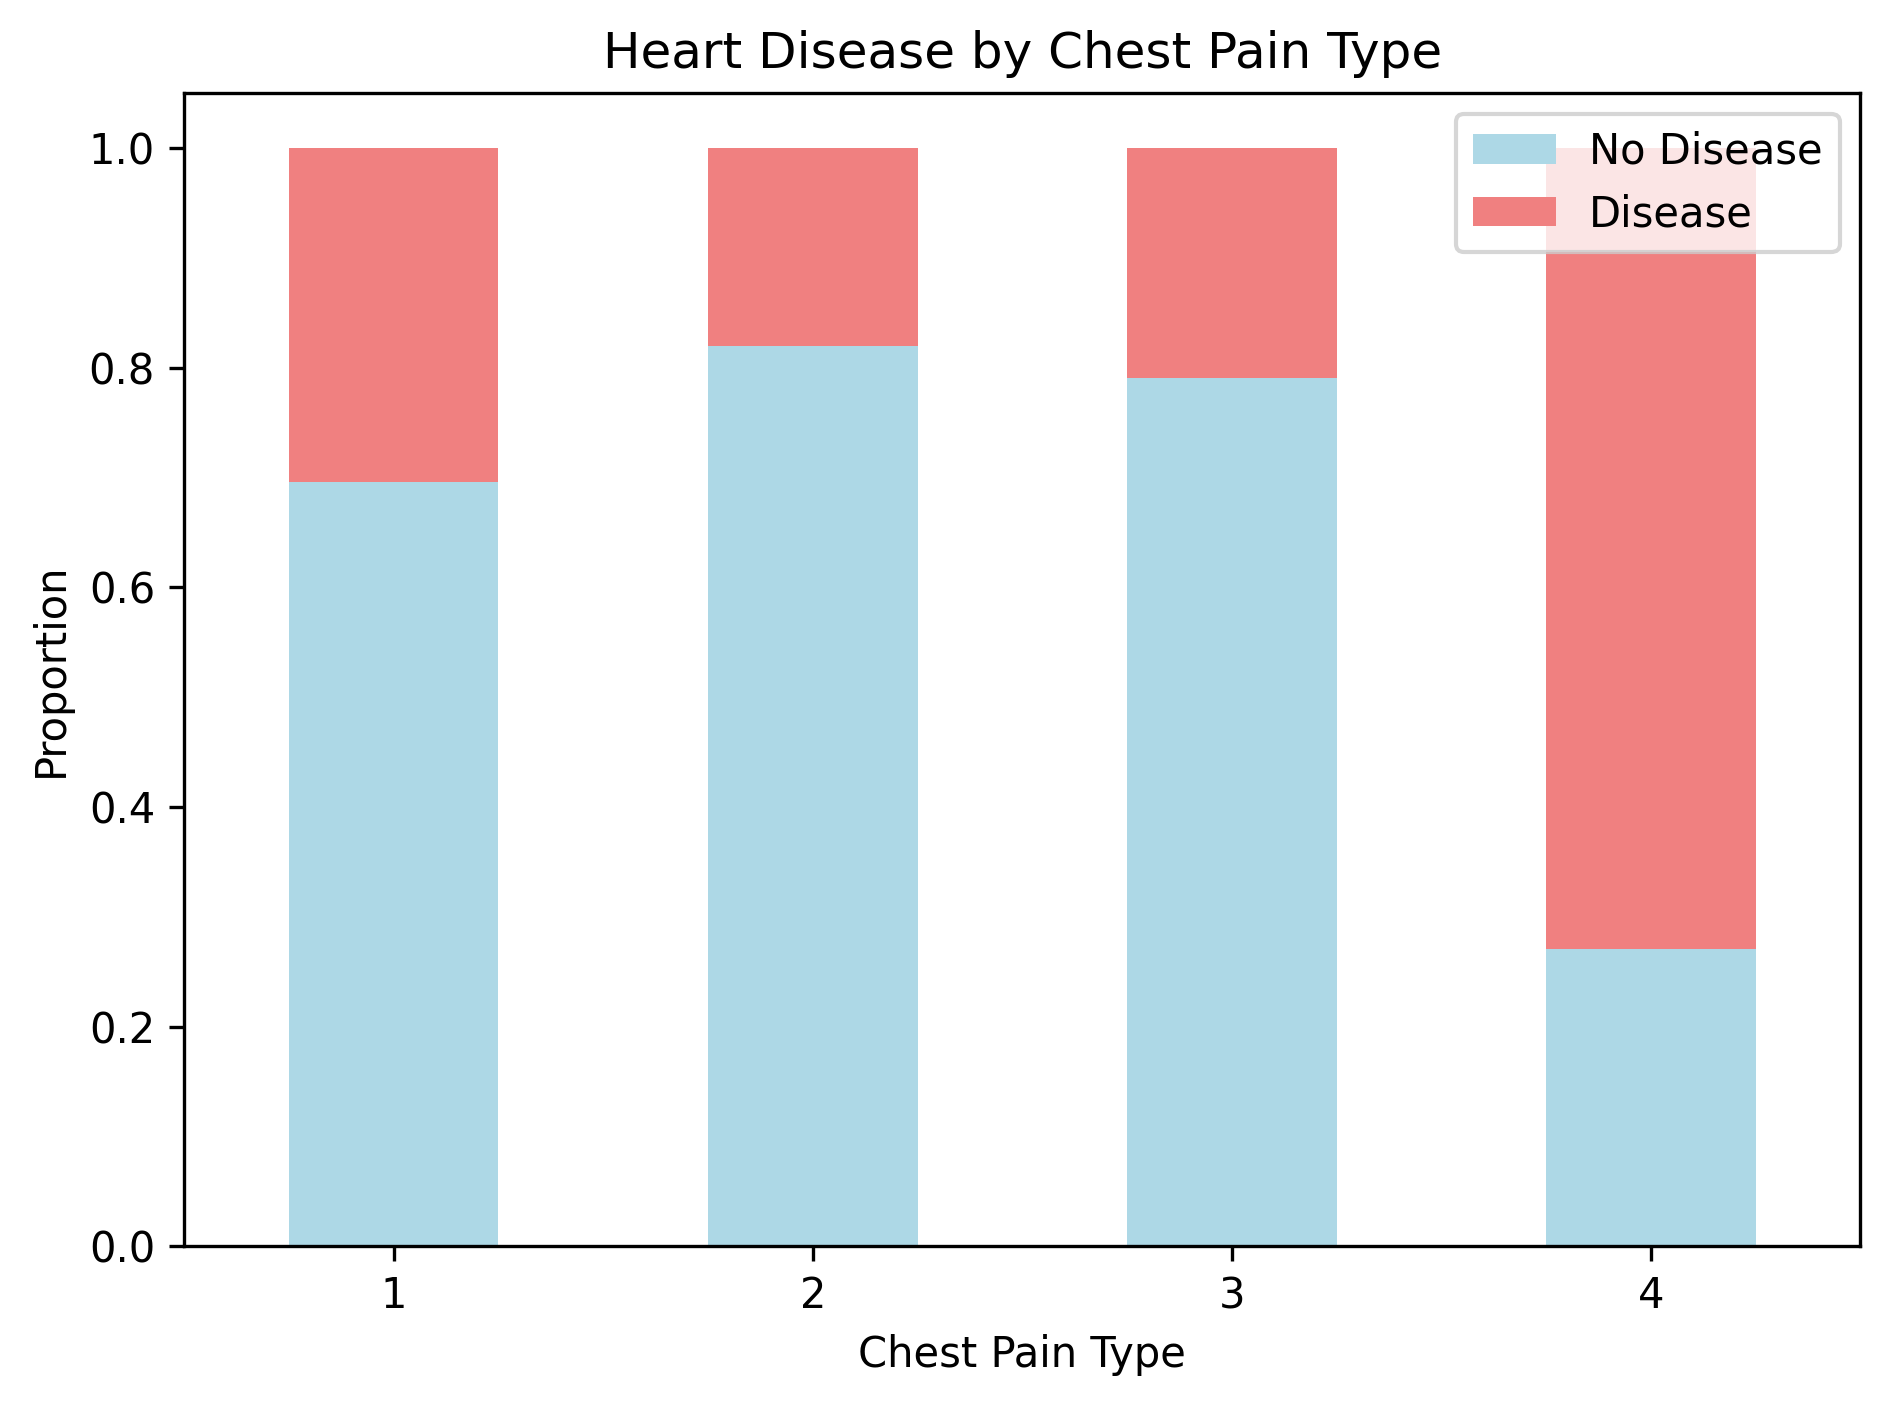 Heart Disease by Chest Pain Type
No Disease
Disease
1.0
0.8
0.6
0.4
0.2
0.0
Proportion
1 2 3 4
Chest Pain Type